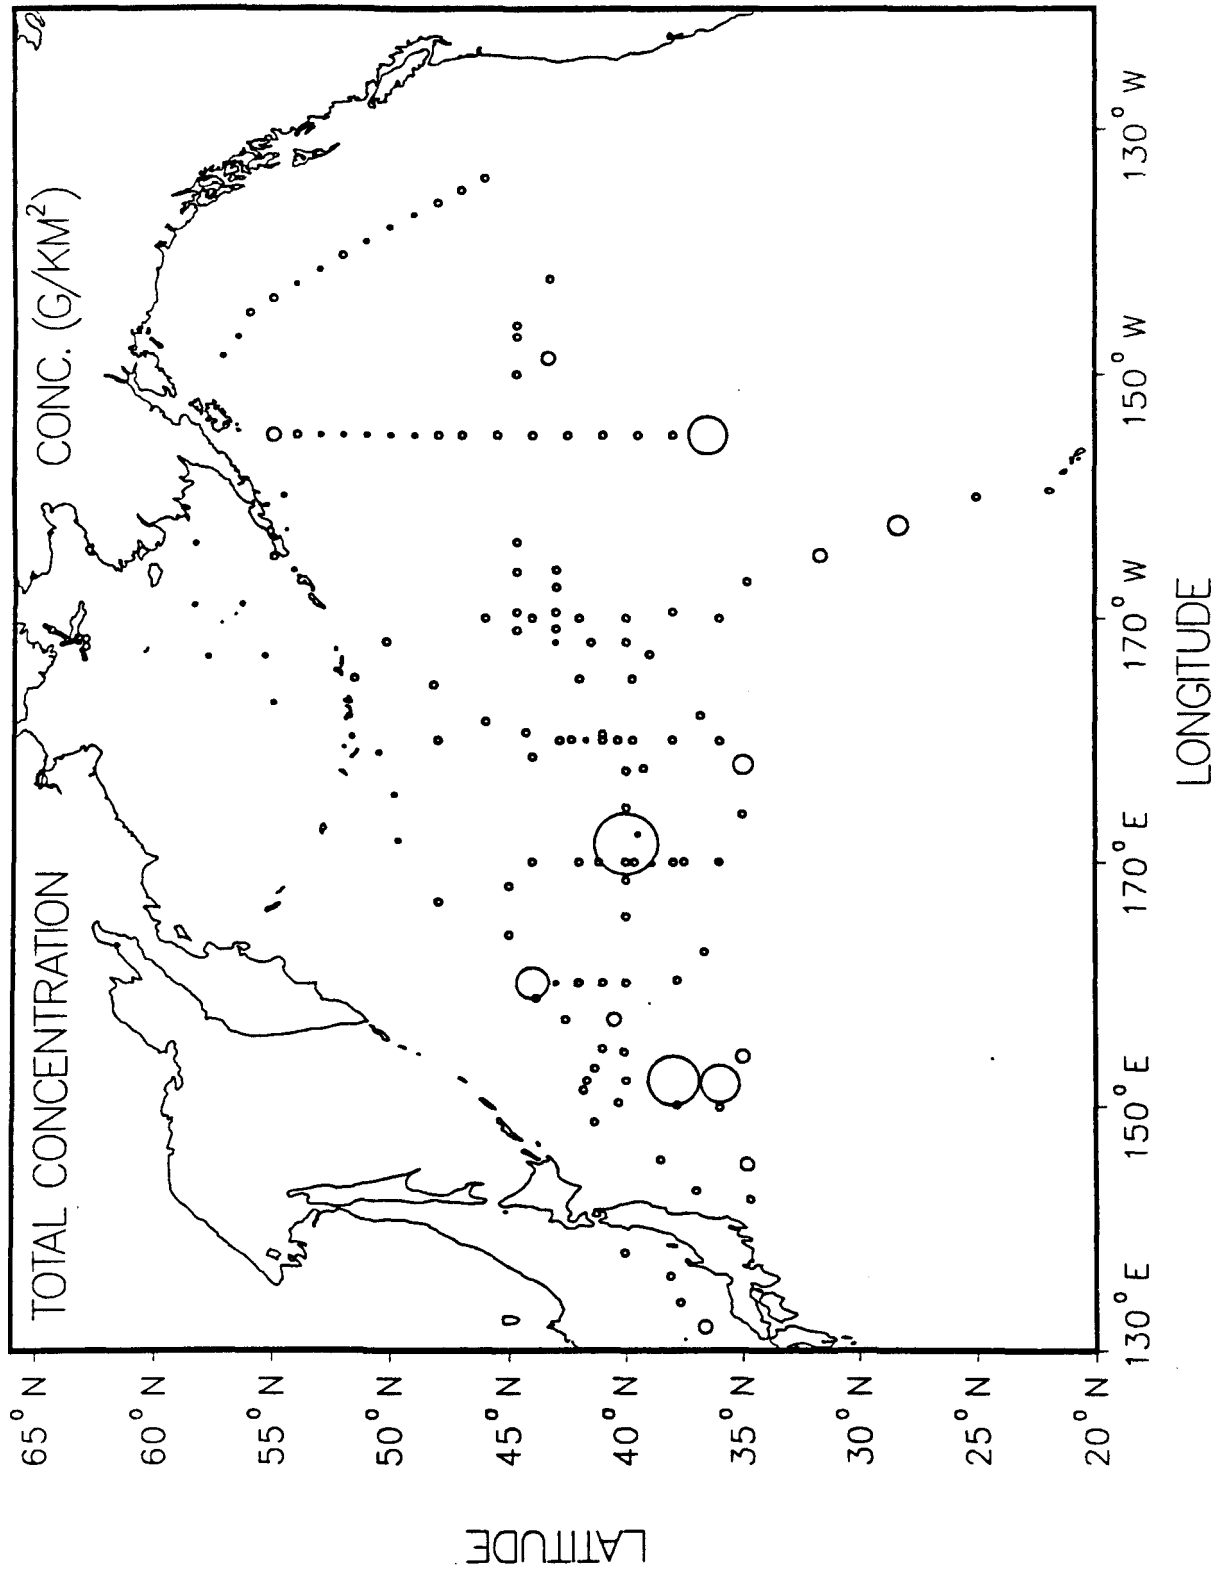 TOTAL CONCENTRATION CONC. (G/KM²)
65° N
60° N
55° N
50° N
45° N
40° N
35° N
30° N
25° N
20° N
LATITUDE
130° E 150° E 170° E 170° W 150° W 130° W
LONGITUDE